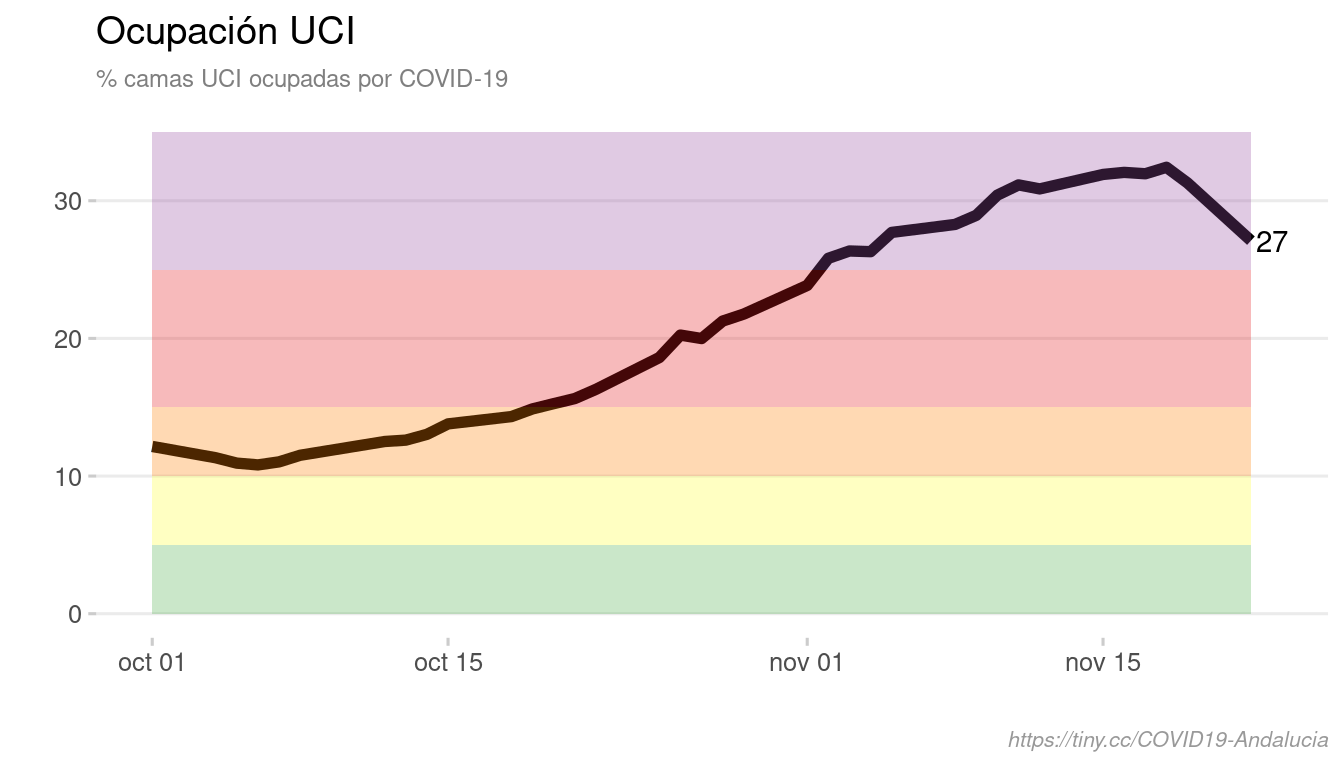 Ocupación UCI
% camas UCI ocupadas por COVID-19
30
27
20
10
0
oct 01 oct 15 nov 01 nov 15
https://tiny.cc/COVID19-Andalucia